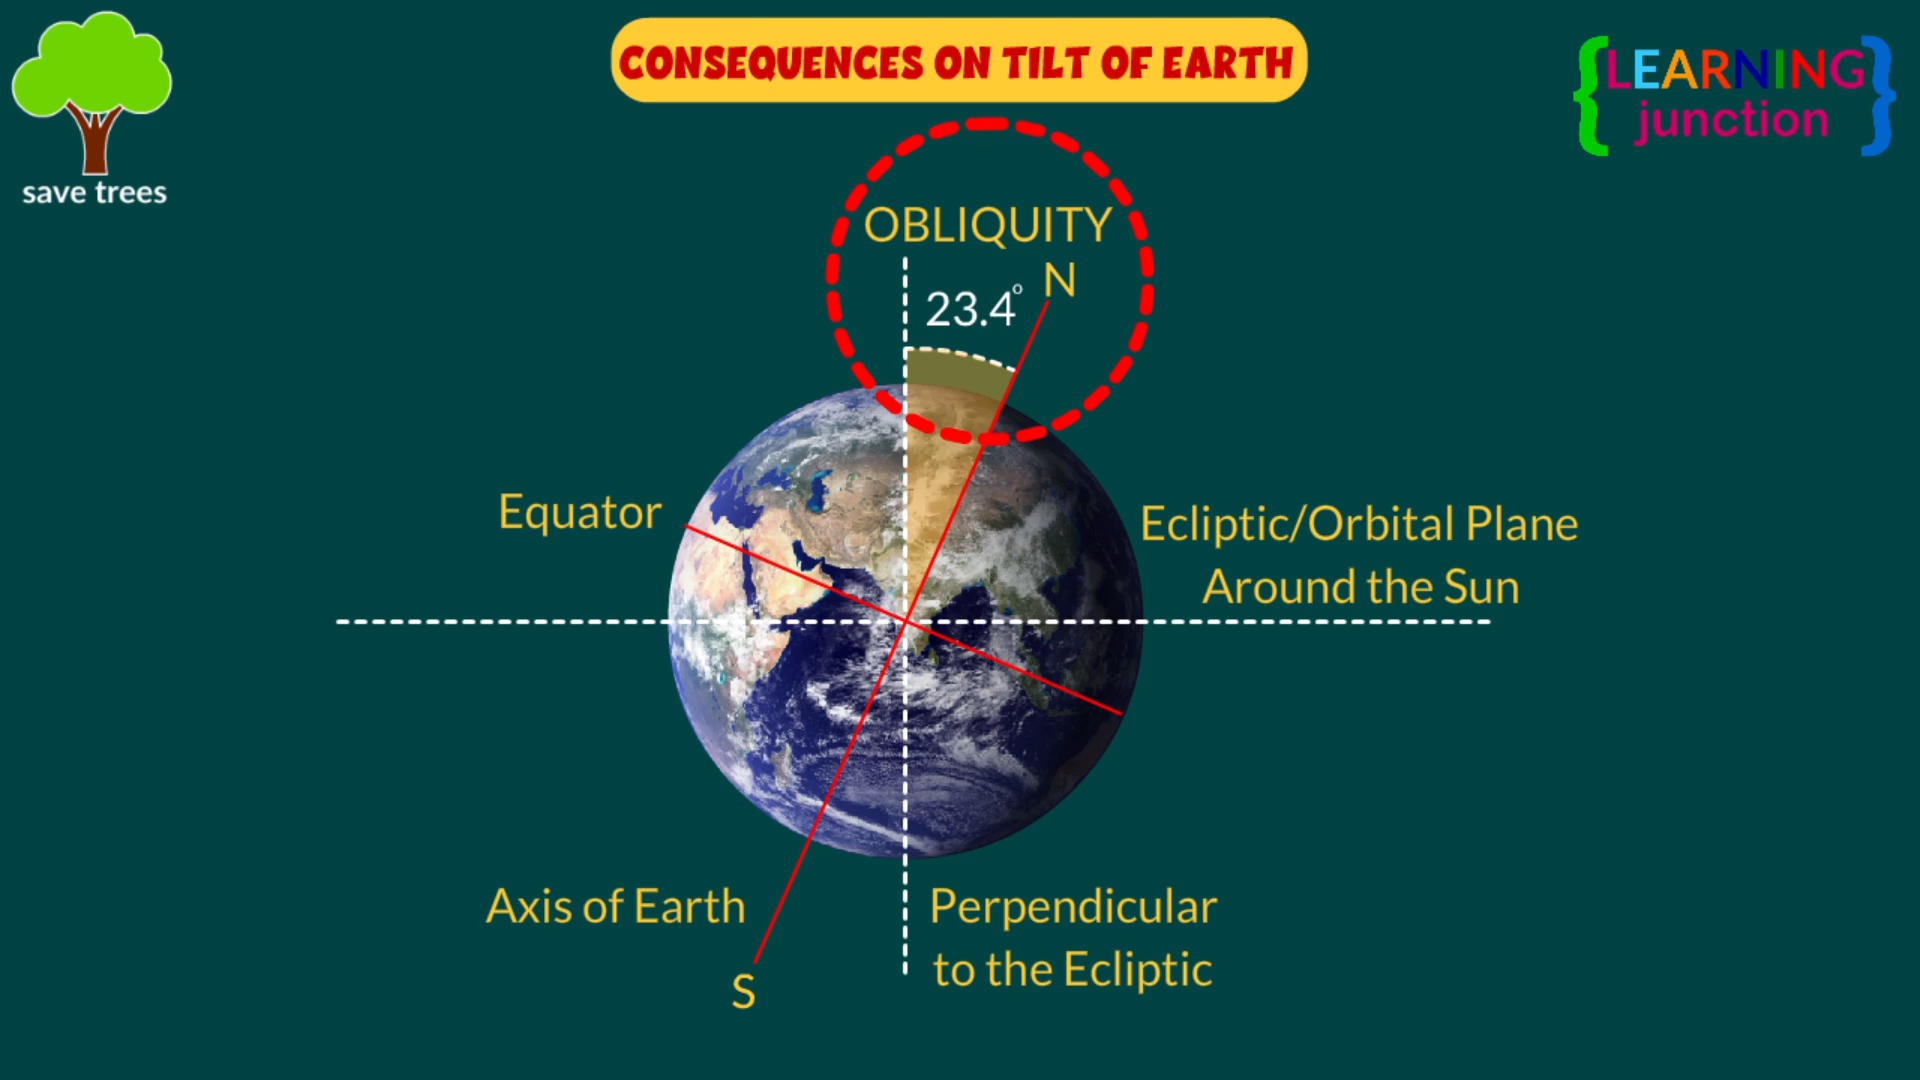 CONSEQUENCES ON TILT OF EARTH
{LEARNING
junction}
save trees
OBLIQUITY
N
23.4°
Equator
Ecliptic/Orbital Plane
Around the Sun
Axis of Earth
Perpendicular
to the Ecliptic
S